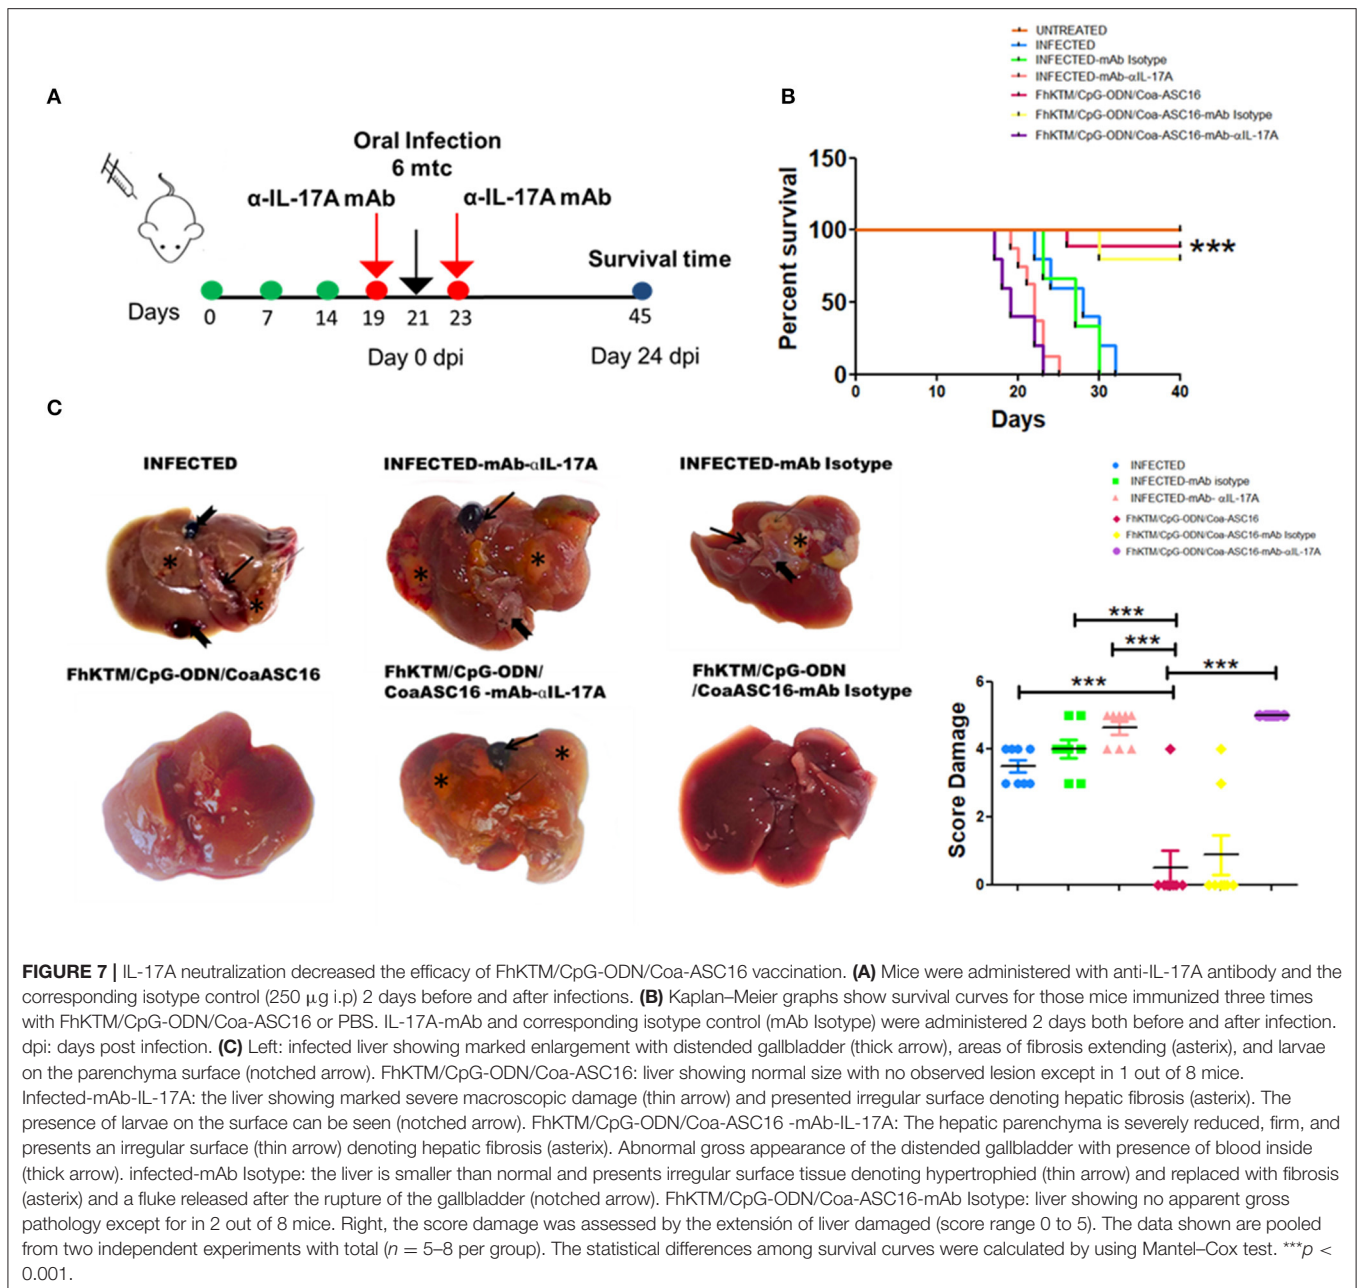 A
Oral Infection
6 mtc
α-IL-17A mAb
α-IL-17A mAb
Survival time
Days
0
7
14
19
21
23
45
Day 0 dpi
Day 24 dpi
B
UNTREATED
INFECTED
INFECTED-mAb Isotype
INFECTED-mAb-αIL-17A
FhKTM/CpG-ODN/Coa-ASC16
FhKTM/CpG-ODN/Coa-ASC16-mAb Isotype
FhKTM/CpG-ODN/Coa-ASC16-mAb-αIL-17A
Percent survival
150
100
50
0
***
0
10
20
30
40
Days
C
INFECTED
INFECTED-mAb-αIL-17A
INFECTED-mAb Isotype
*
*
*
*
*
FhKTM/CpG-ODN/CoaASC16
FhKTM/CpG-ODN/
CoaASC16 -mAb-αIL-17A
FhKTM/CpG-ODN
/CoaASC16-mAb Isotype
*
*
INFECTED
INFECTED-mAb isotype
INFECTED-mAb- αIL-17A
FhKTM/CpG-ODN/Coa-ASC16
FhKTM/CpG-ODN/Coa-ASC16-mAb Isotype
FhKTM/CpG-ODN/Coa-ASC16-mAb-αIL-17A
***
***
***
***
Score Damage
6
4
2
0
FIGURE 7 | IL-17A neutralization decreased the efficacy of FhKTM/CpG-ODN/Coa-ASC16 vaccination. (A) Mice were administered with anti-IL-17A antibody and the
corresponding isotype control (250 μg i.p) 2 days before and after infections. (B) Kaplan–Meier graphs show survival curves for those mice immunized three times
with FhKTM/CpG-ODN/Coa-ASC16 or PBS. IL-17A-mAb and corresponding isotype control (mAb Isotype) were administered 2 days both before and after infection.
dpi: days post infection. (C) Left: infected liver showing marked enlargement with distended gallbladder (thick arrow), areas of fibrosis extending (asterix), and larvae
on the parenchyma surface (notched arrow). FhKTM/CpG-ODN/Coa-ASC16: liver showing normal size with no observed lesion except in 1 out of 8 mice.
Infected-mAb-IL-17A: the liver showing marked severe macroscopic damage (thin arrow) and presented irregular surface denoting hepatic fibrosis (asterix). The
presence of larvae on the surface can be seen (notched arrow). FhKTM/CpG-ODN/Coa-ASC16 -mAb-IL-17A: The hepatic parenchyma is severely reduced, firm, and
presents an irregular surface (thin arrow) denoting hepatic fibrosis (asterix). Abnormal gross appearance of the distended gallbladder with presence of blood inside
(thick arrow). infected-mAb Isotype: the liver is smaller than normal and presents irregular surface tissue denoting hypertrophied (thin arrow) and replaced with fibrosis
(asterix) and a fluke released after the rupture of the gallbladder (notched arrow). FhKTM/CpG-ODN/Coa-ASC16-mAb Isotype: liver showing no apparent gross
pathology except for in 2 out of 8 mice. Right, the score damage was assessed by the extensión of liver damaged (score range 0 to 5). The data shown are pooled
from two independent experiments with total (n = 5–8 per group). The statistical differences among survival curves were calculated by using Mantel–Cox test. ***p <
0.001.